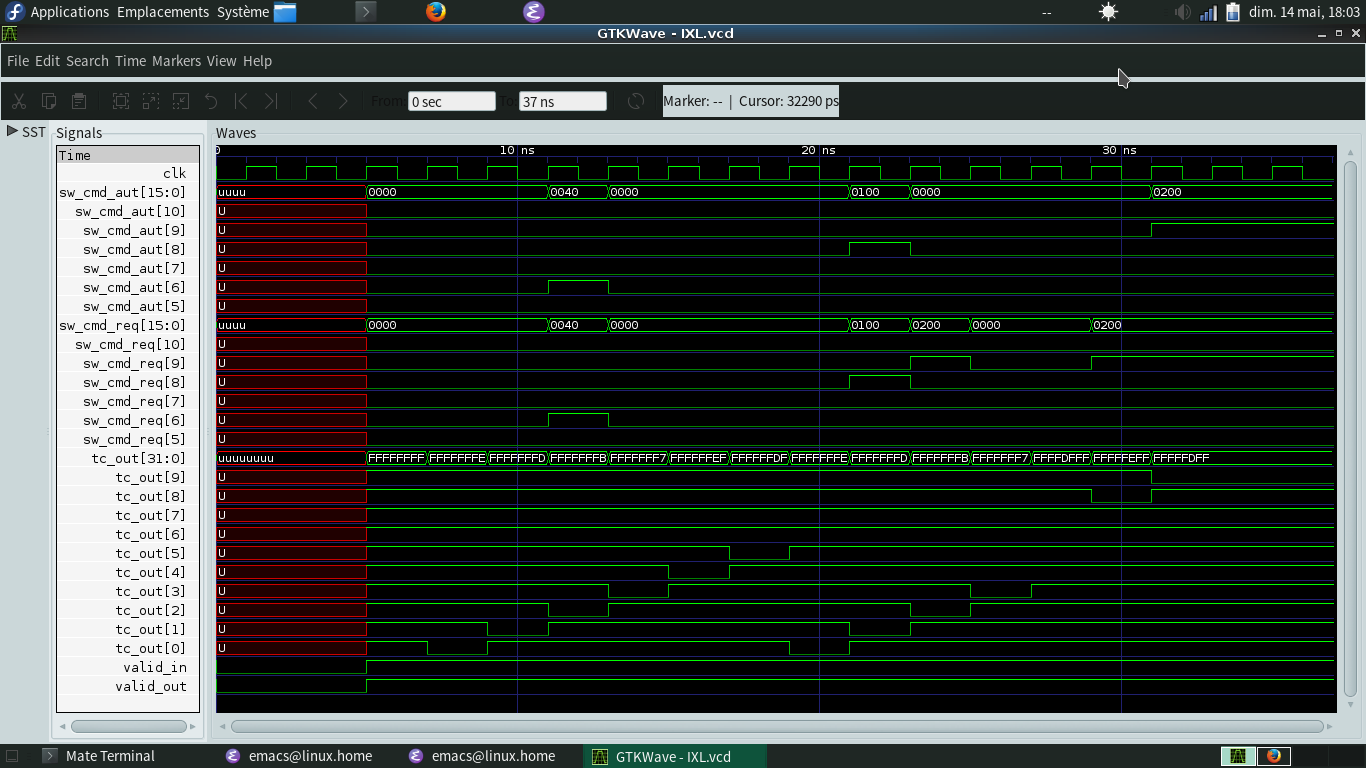 Applications Emplacements Système -- dim. 14 mai, 18:03
GTKWave - IXL.vcd
File Edit Search Time Markers View Help
From: 0 sec To: 37 ns Marker: -- | Cursor: 32290 ps
SST Signals Waves
Time 0 10 ns 20 ns 30 ns
clk
sw_cmd_aut[15:0] uuuu 0000 0040 0000 0100 0000 0200
sw_cmd_aut[10] U
sw_cmd_aut[9] U
sw_cmd_aut[8] U
sw_cmd_aut[7] U
sw_cmd_aut[6] U
sw_cmd_aut[5] U
sw_cmd_req[15:0] uuuu 0000 0040 0000 0100 0200 0000 0200
sw_cmd_req[10] U
sw_cmd_req[9] U
sw_cmd_req[8] U
sw_cmd_req[7] U
sw_cmd_req[6] U
sw_cmd_req[5] U
tc_out[31:0] uuuuuuuu FFFFFFFF FFFFFFFE FFFFFFFD FFFFFFFB FFFFFFF7 FFFFFFEF FFFFFFDF FFFFFFFE FFFFFFFD FFFFFFFB FFFFFFF7 FFFFDFFF FFFFFEFF FFFFFDFF
tc_out[9] U
tc_out[8] U
tc_out[7] U
tc_out[6] U
tc_out[5] U
tc_out[4] U
tc_out[3] U
tc_out[2] U
tc_out[1] U
tc_out[0] U
valid_in
valid_out
Mate Terminal emacs@linux.home emacs@linux.home GTKWave - IXL.vcd